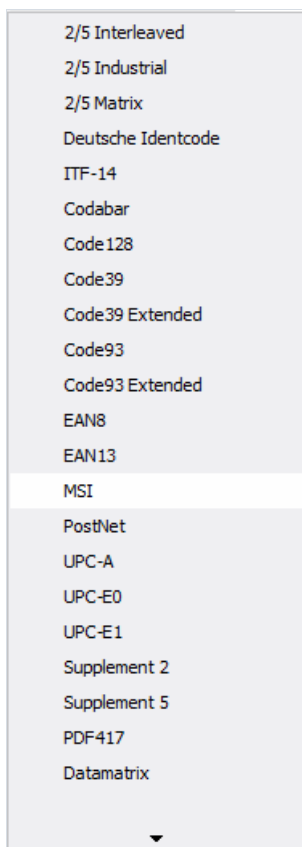 2/5 Interleaved
2/5 Industrial
2/5 Matrix
Deutsche Identcode
ITF-14
Codabar
Code128
Code39
Code39 Extended
Code93
Code93 Extended
EAN8
EAN13
MSI
PostNet
UPC-A
UPC-E0
UPC-E1
Supplement 2
Supplement 5
PDF417
Datamatrix